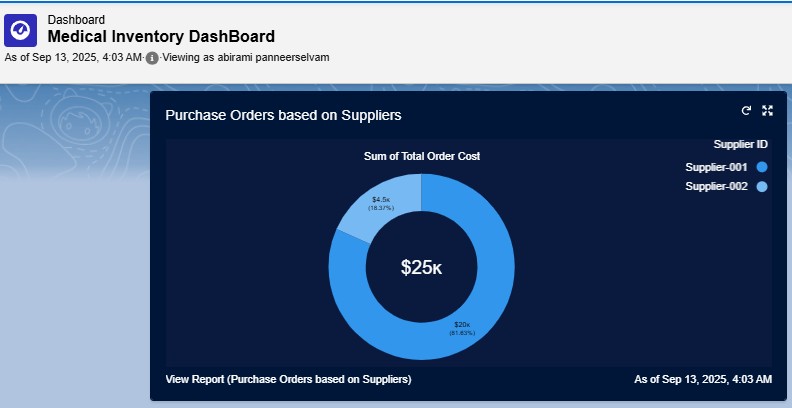 Dashboard
Medical Inventory DashBoard
As of Sep 13, 2025, 4:03 AM·Viewing as abirami panneerselvam
Purchase Orders based on Suppliers
Supplier ID
Sum of Total Order Cost
Supplier-001
Supplier-002
$4.5K
(18.37%)
$25K
$20K
(81.63%)
View Report (Purchase Orders based on Suppliers)
As of Sep 13, 2025, 4:03 AM